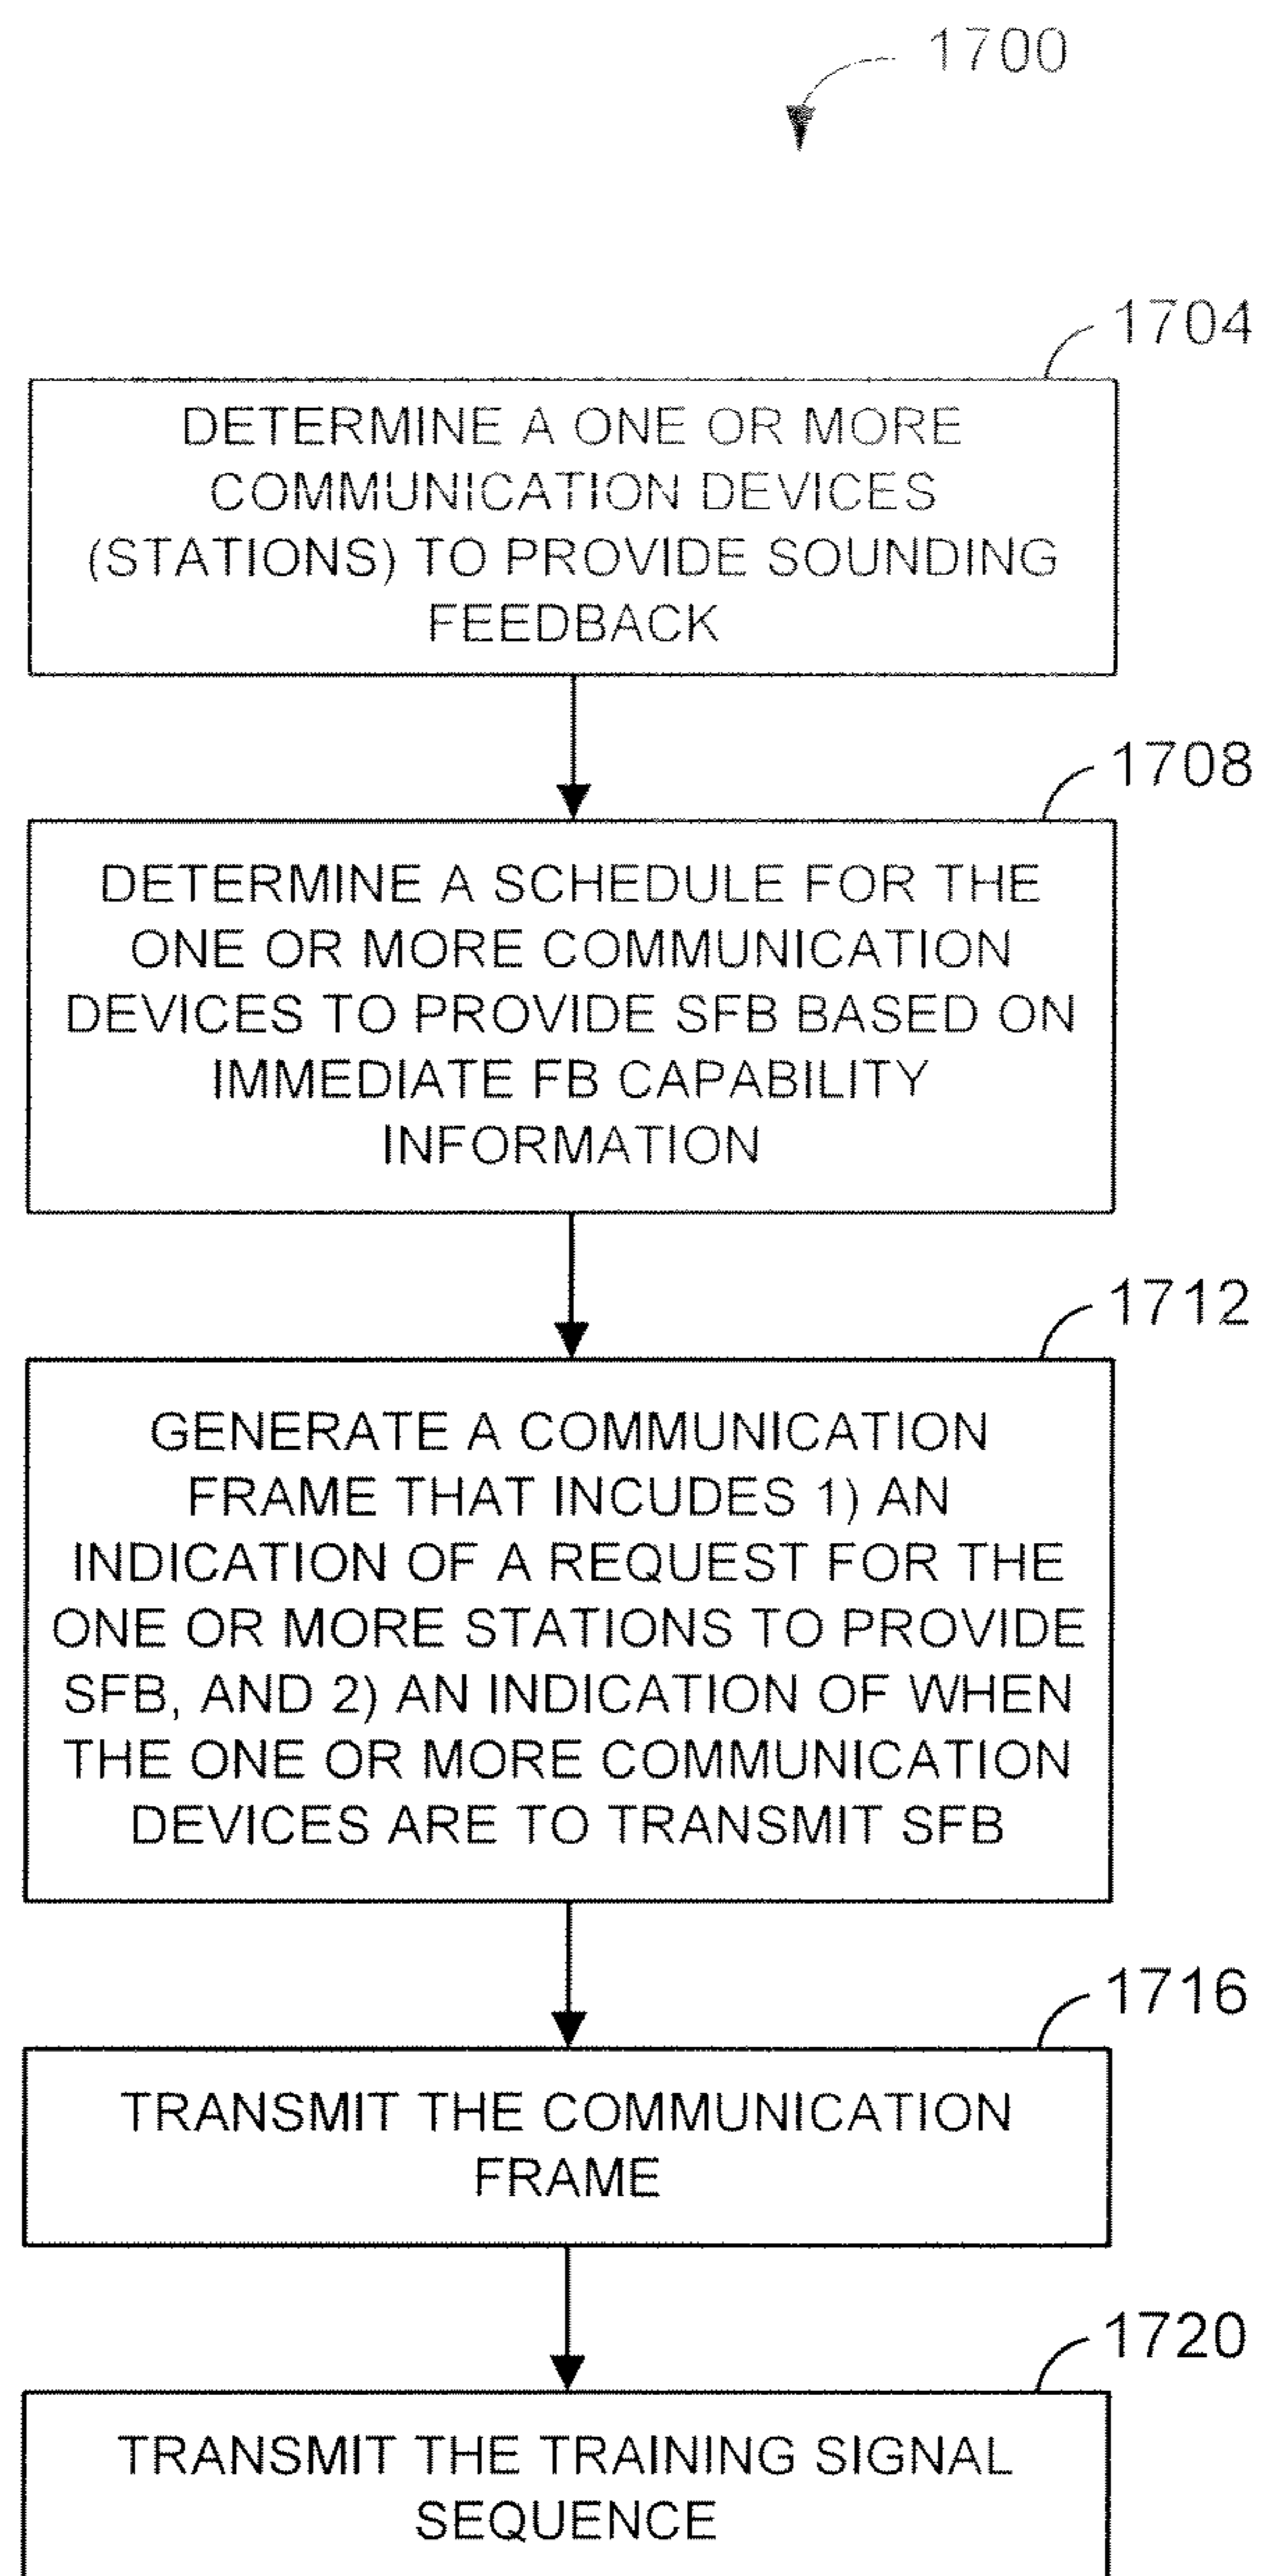 1700
1704
DETERMINE A ONE OR MORE
COMMUNICATION DEVICES
(STATIONS) TO PROVIDE SOUNDING
FEEDBACK
1708
DETERMINE A SCHEDULE FOR THE
ONE OR MORE COMMUNICATION
DEVICES TO PROVIDE SFB BASED ON
IMMEDIATE FB CAPABILITY
INFORMATION
1712
GENERATE A COMMUNICATION
FRAME THAT INCUDES 1) AN
INDICATION OF A REQUEST FOR THE
ONE OR MORE STATIONS TO PROVIDE
SFB, AND 2) AN INDICATION OF WHEN
THE ONE OR MORE COMMUNICATION
DEVICES ARE TO TRANSMIT SFB
1716
TRANSMIT THE COMMUNICATION
FRAME
1720
TRANSMIT THE TRAINING SIGNAL
SEQUENCE